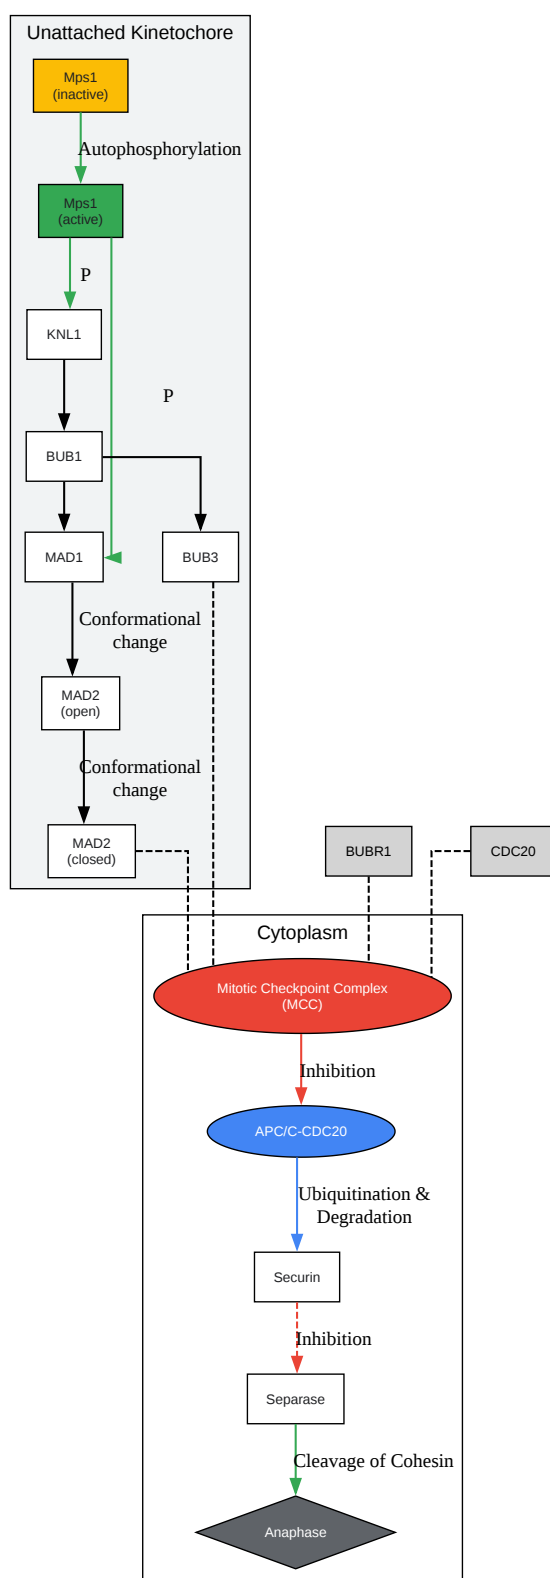 Unattached Kinetochore
Mps1
(inactive)
Autophosphorylation
Mps1
(active)
P
KNL1
P
BUB1
MAD1
BUB3
Conformational
change
MAD2
(open)
Conformational
change
MAD2
(closed)
BUBR1
CDC20
Cytoplasm
Mitotic Checkpoint Complex
(MCC)
Inhibition
APC/C-CDC20
Ubiquitination &
Degradation
Securin
Inhibition
Separase
Cleavage of Cohesin
Anaphase